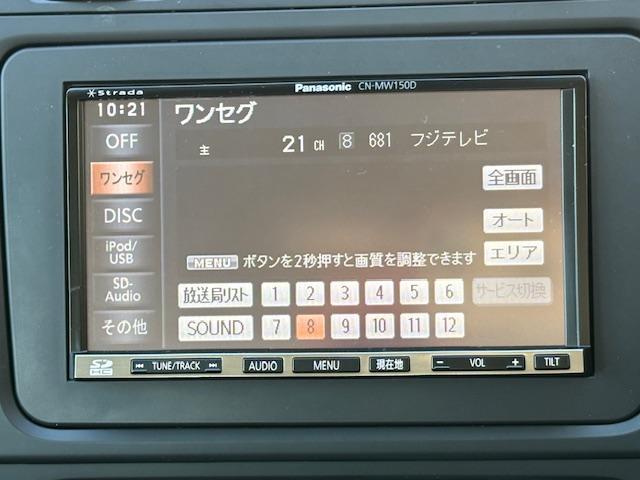 Strada
Panasonic CN-MW150D
10:21
ワンセグ
OFF
主 21 CH 8 681 フジテレビ
ワンセグ
全画面
DISC
オート
iPod/
USB
MENU ボタンを2秒押すと画質を調整できます
エリア
SD-
Audio
放送局リスト 1 2 3 4 5 6 サービス切換
その他
SOUND 7 8 9 10 11 12
SD
HC
TUNE/TRACK AUDIO MENU 現在地 - VOL + TILT